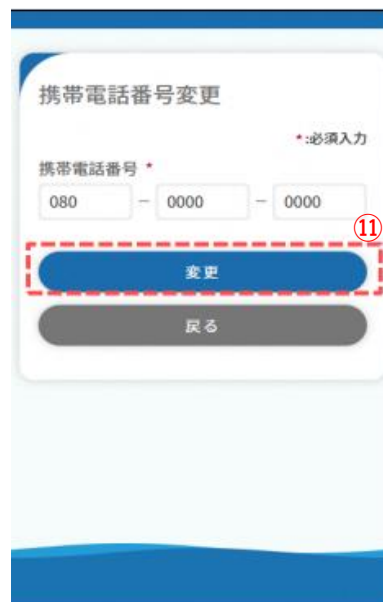 携帯電話番号変更
*:必須入力
携帯電話番号 *
080 － 0000 － 0000
⑪
変更
戻る